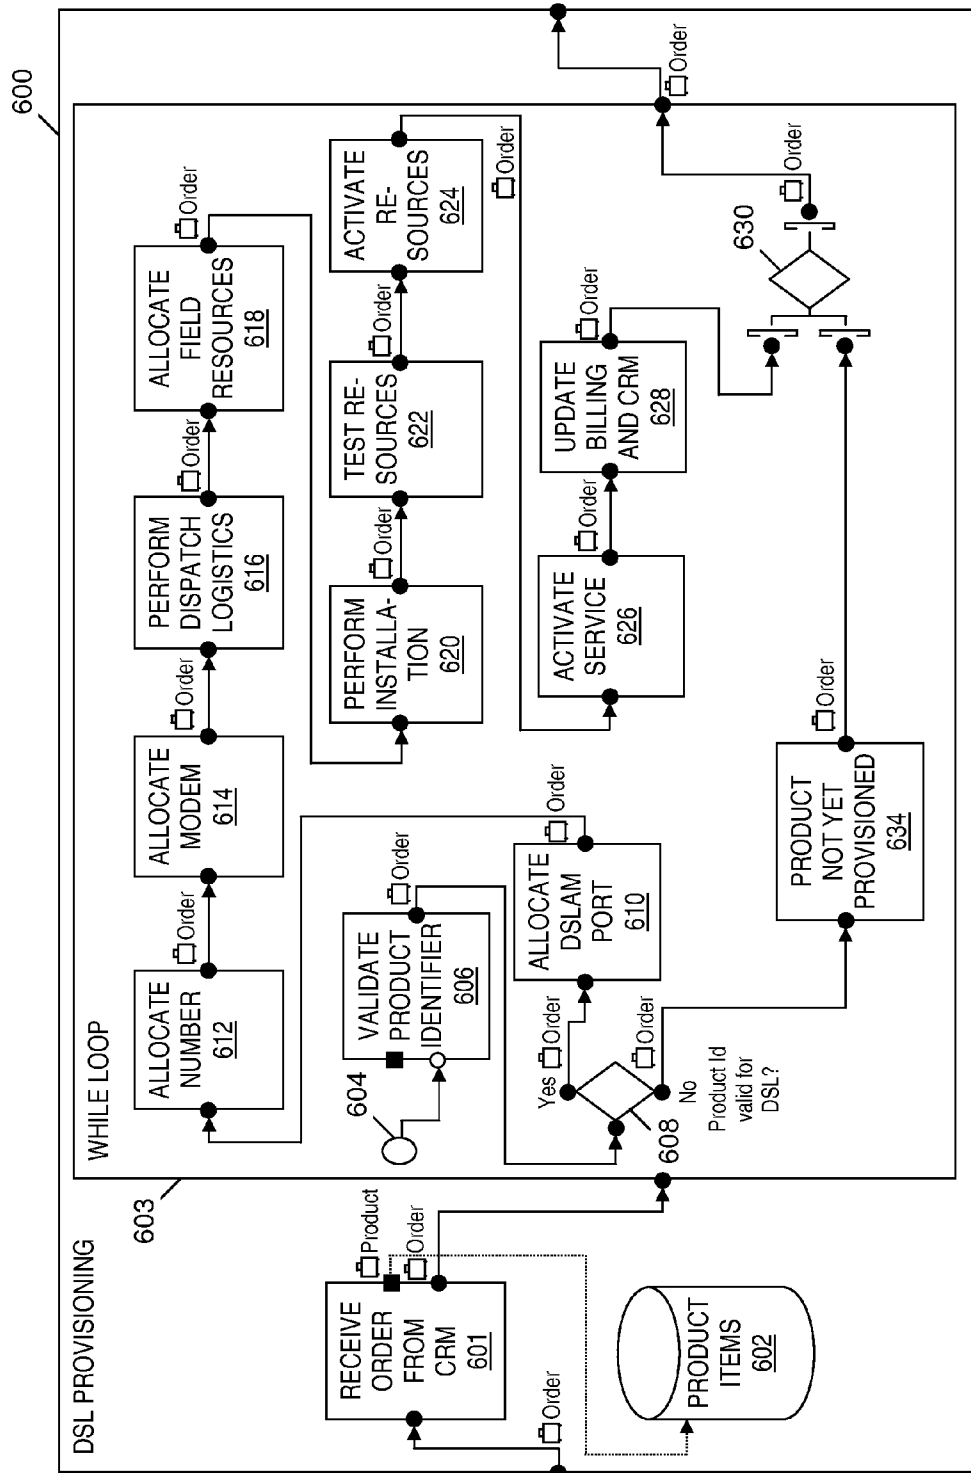 600
DSL PROVISIONING
603
WHILE LOOP
RECEIVE
ORDER
FROM
CRM
601
Order
Product
Order
PRODUCT
ITEMS
602
604
VALIDATE
PRODUCT
IDENTIFIER
606
Order
608
Yes
Order
No
Order
Product Id
valid for
DSL?
ALLOCATE
DSLAM
PORT
610
Order
ALLOCATE
NUMBER
612
Order
ALLOCATE
MODEM
614
Order
PERFORM
DISPATCH
LOGISTICS
616
Order
ALLOCATE
FIELD
RESOURCES
618
Order
PERFORM
INSTALLA-
TION
620
Order
TEST RE-
SOURCES
622
Order
ACTIVATE
RE-
SOURCES
624
Order
ACTIVATE
SERVICE
626
Order
UPDATE
BILLING
AND CRM
628
Order
PRODUCT
NOT YET
PROVISIONED
634
Order
630
Order
Order